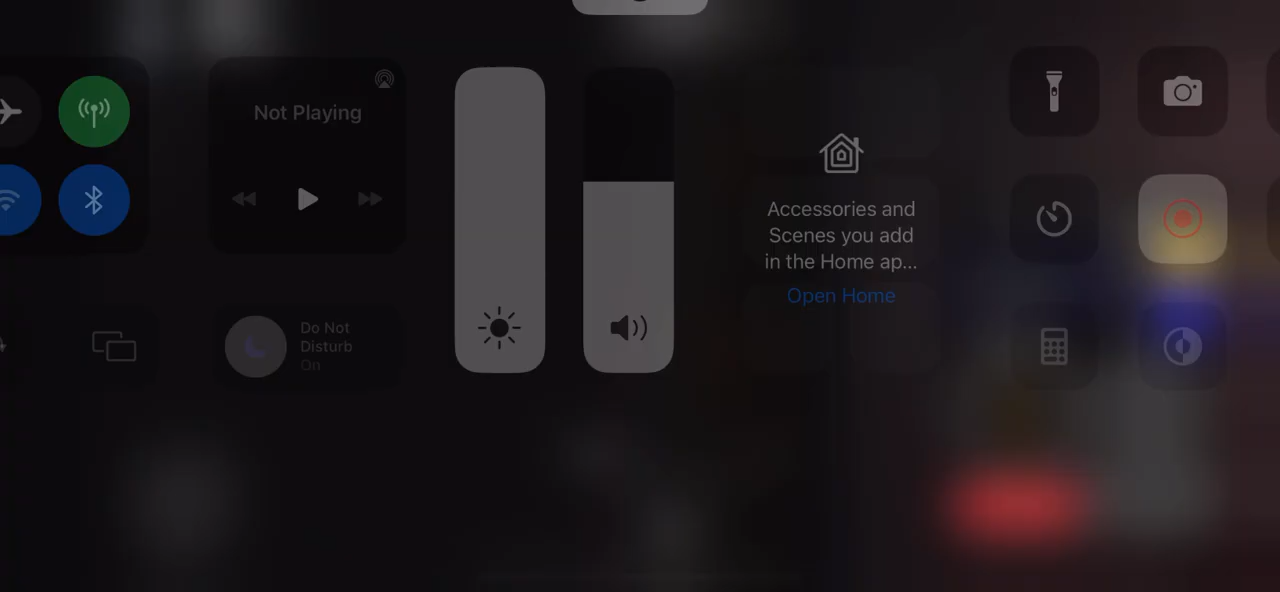 Not Playing
Do Not
Disturb
On
Accessories and
Scenes you add
in the Home ap...
Open Home